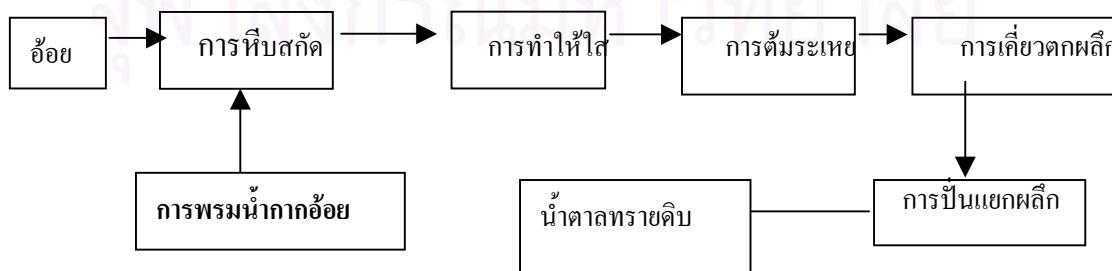 อ้อย
การหีบสกัด
การทำให้ใส
การต้มระเหย
การเคี่ยวตกผลึก
การพรมน้ำกากอ้อย
น้ำตาลทรายดิบ
การปั่นแยกผลึก